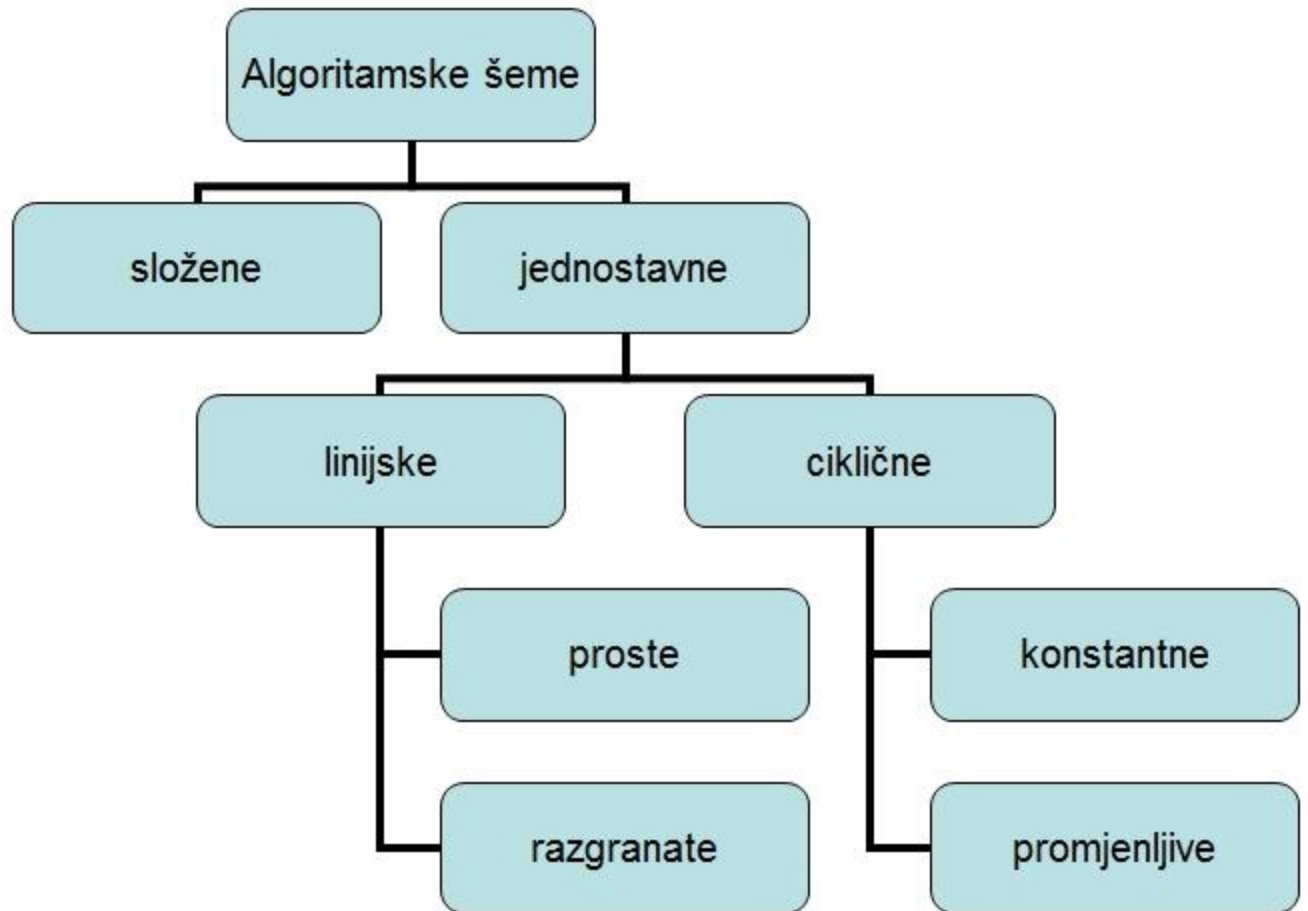 Algoritamske šeme
složene
jednostavne
linijske
ciklične
proste
konstantne
razgranate
promjenljive